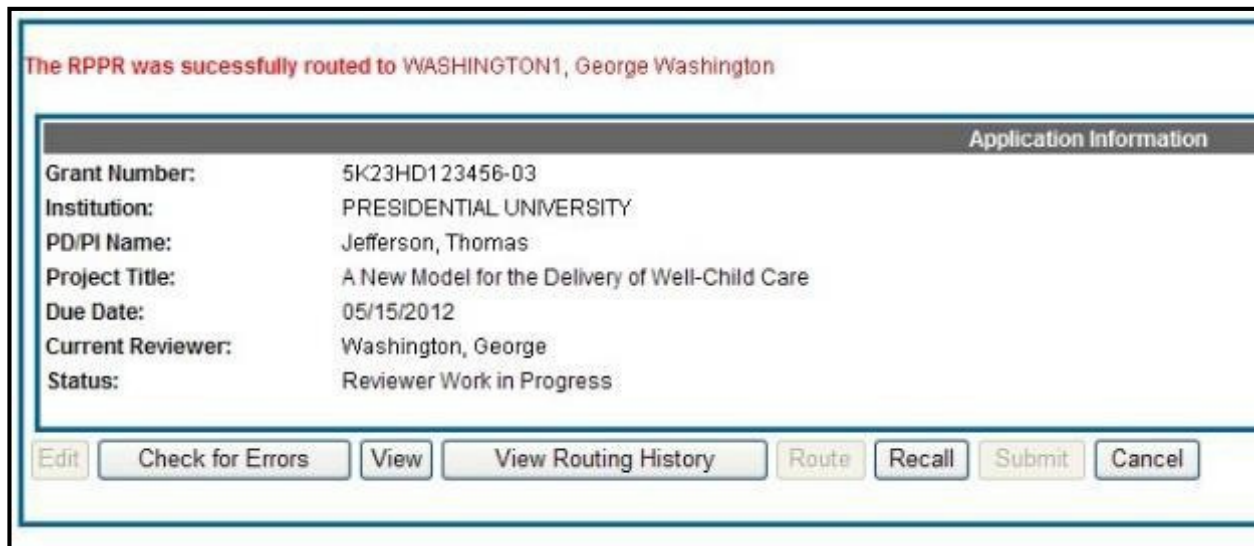 The RPPR was sucessfully routed to WASHINGTON1, George Washington
Application Information
Grant Number: 5K23HD123456-03
Institution: PRESIDENTIAL UNIVERSITY
PD/PI Name: Jefferson, Thomas
Project Title: A New Model for the Delivery of Well-Child Care
Due Date: 05/15/2012
Current Reviewer: Washington, George
Status: Reviewer Work in Progress
Edit Check for Errors View View Routing History Route Recall Submit Cancel